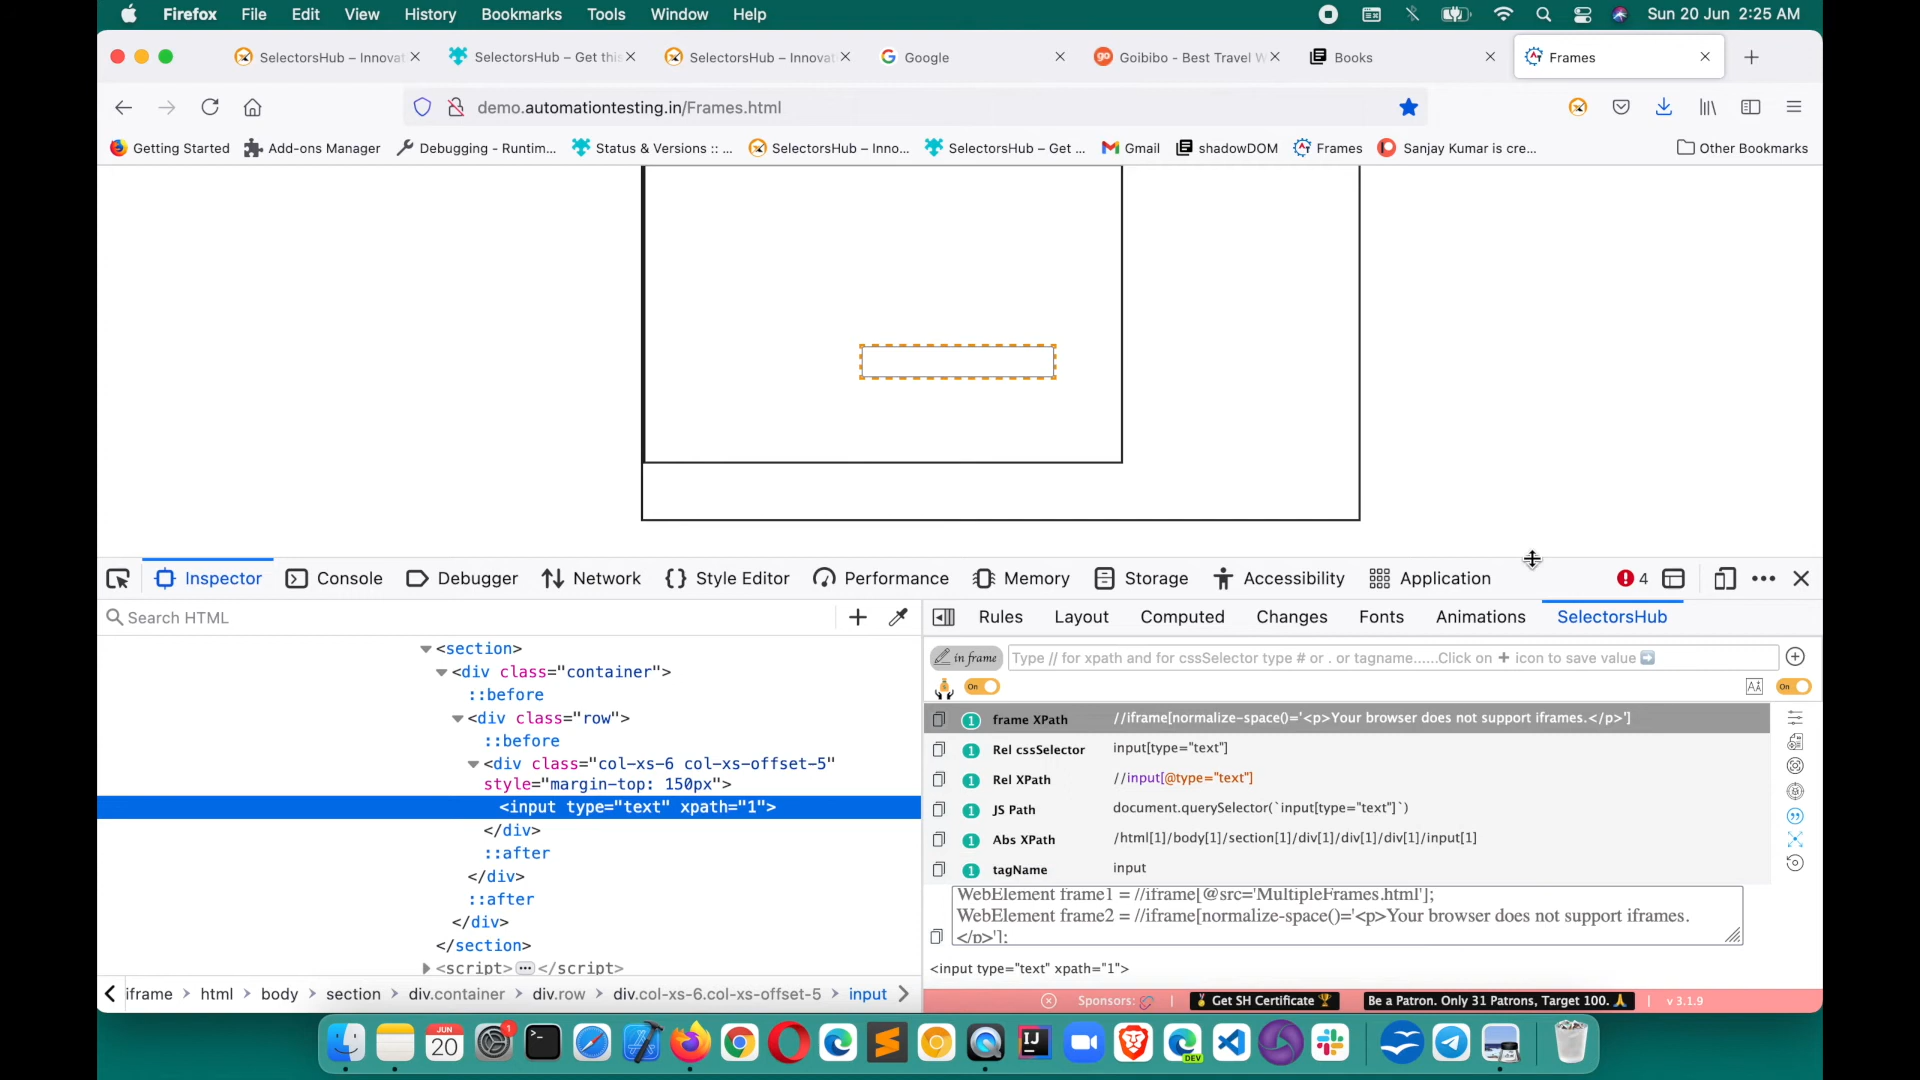 Firefox File Edit View History Bookmarks Tools Window Help Sun 20 Jun 2:25 AM
SelectorsHub – Innovat SelectorsHub – Get this SelectorsHub – Innovat Google Goibibo - Best Travel W Books Frames
demo.automationtesting.in/Frames.html
Getting Started Add-ons Manager Debugging - Runtim... Status & Versions :: ... SelectorsHub – Inno... SelectorsHub – Get ... Gmail shadowDOM Frames Sanjay Kumar is cre... Other Bookmarks
Inspector Console Debugger Network Style Editor Performance Memory Storage Accessibility Application 4
Search HTML
Rules Layout Computed Changes Fonts Animations SelectorsHub
<section>
<div class="container">
::before
<div class="row">
::before
<div class="col-xs-6 col-xs-offset-5"
style="margin-top: 150px">
<input type="text" xpath="1">
</div>
::after
</div>
::after
</div>
</section>
<script> ••• </script>
iframe html body section div.container div.row div.col-xs-6.col-xs-offset-5 input
in frame Type // for xpath and for cssSelector type # or . or tagname......Click on + icon to save value
On On
1 frame XPath //iframe[normalize-space()='<p>Your browser does not support iframes.</p>']
1 Rel cssSelector input[type="text"]
1 Rel XPath //input[@type="text"]
1 JS Path document.querySelector(`input[type="text"]`)
1 Abs XPath /html[1]/body[1]/section[1]/div[1]/div[1]/div[1]/input[1]
1 tagName input
WebElement frame1 = //iframe[@src='MultipleFrames.html'];
WebElement frame2 = //iframe[normalize-space()='<p>Your browser does not support iframes.
</p>'];
<input type="text" xpath="1">
Sponsors: | Get SH Certificate Be a Patron. Only 31 Patrons, Target 100. | v 3.1.9
JUN
20
1
IJ
DEV